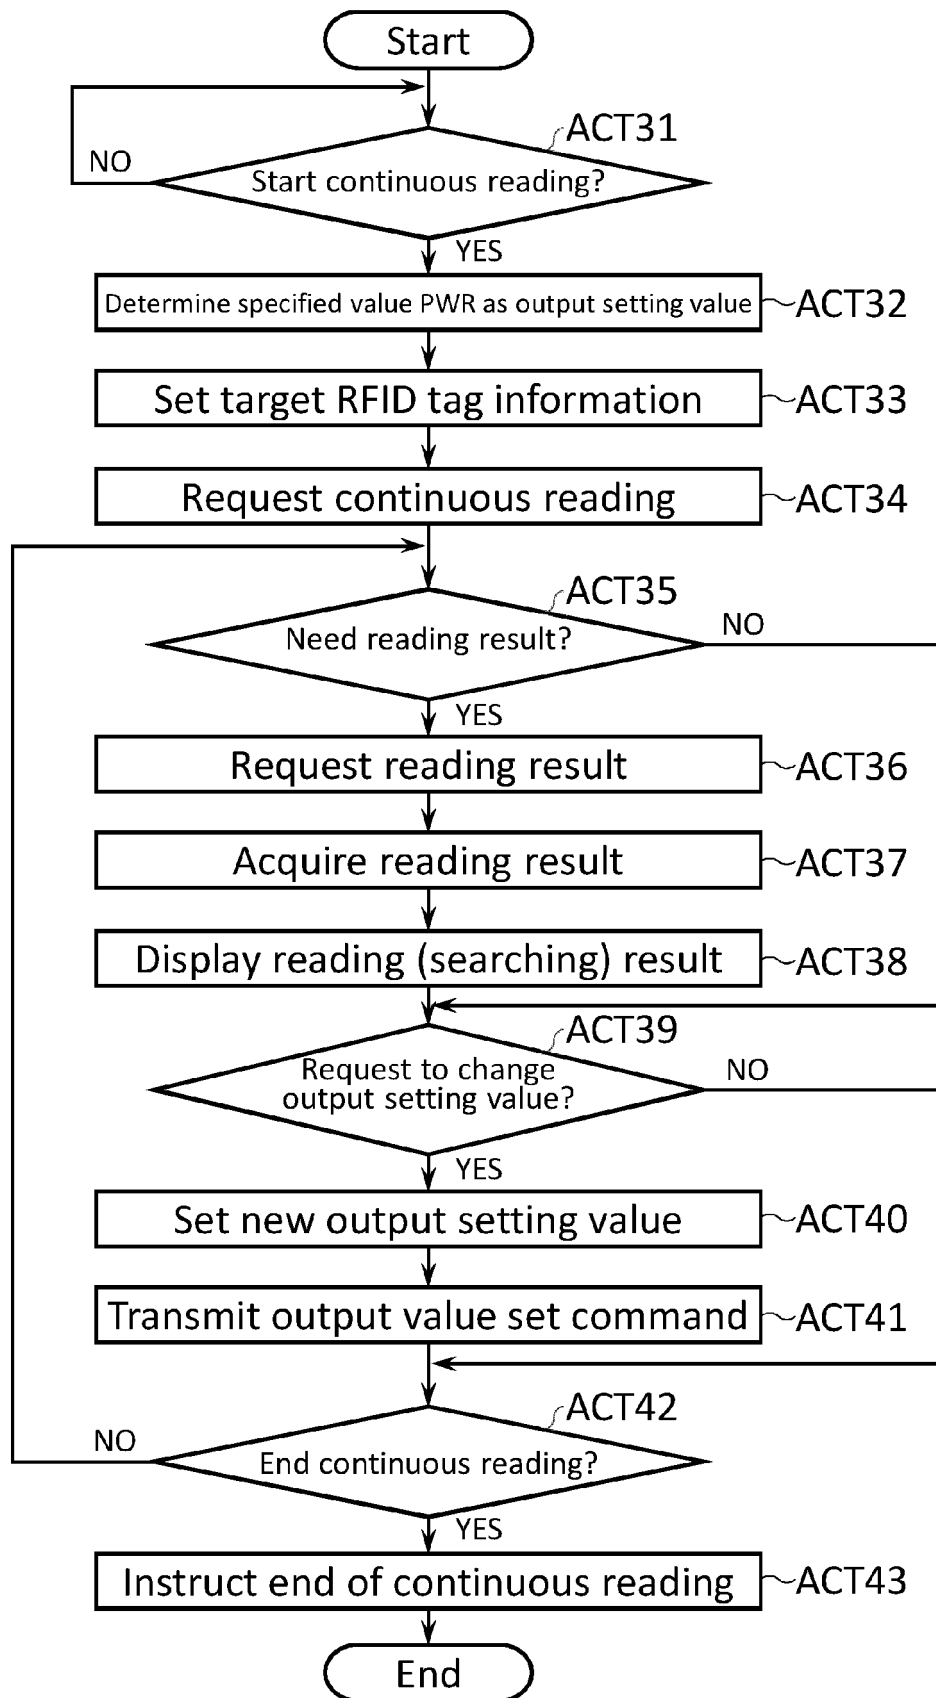 Start
ACT31
NO
Start continuous reading?
YES
Determine specified value PWR as output setting value
ACT32
Set target RFID tag information
ACT33
Request continuous reading
ACT34
ACT35
NO
Need reading result?
YES
Request reading result
ACT36
Acquire reading result
ACT37
Display reading (searching) result
ACT38
ACT39
Request to change
output setting value?
NO
YES
Set new output setting value
ACT40
Transmit output value set command
ACT41
ACT42
NO
End continuous reading?
YES
Instruct end of continuous reading
ACT43
End